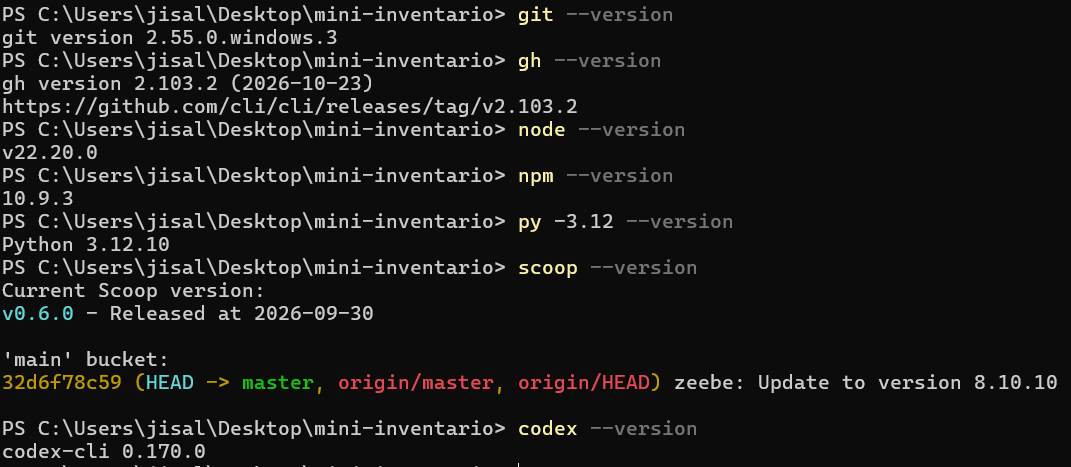 PS C:\Users\jisal\Desktop\mini-inventario> git --version
git version 2.55.0.windows.3
PS C:\Users\jisal\Desktop\mini-inventario> gh --version
gh version 2.103.2 (2026-10-23)
https://github.com/cli/cli/releases/tag/v2.103.2
PS C:\Users\jisal\Desktop\mini-inventario> node --version
v22.20.0
PS C:\Users\jisal\Desktop\mini-inventario> npm --version
10.9.3
PS C:\Users\jisal\Desktop\mini-inventario> py -3.12 --version
Python 3.12.10
PS C:\Users\jisal\Desktop\mini-inventario> scoop --version
Current Scoop version:
v0.6.0 - Released at 2026-09-30

'main' bucket:
32d6f78c59 (HEAD -> master, origin/master, origin/HEAD) zeebe: Update to version 8.10.10

PS C:\Users\jisal\Desktop\mini-inventario> codex --version
codex-cli 0.170.0